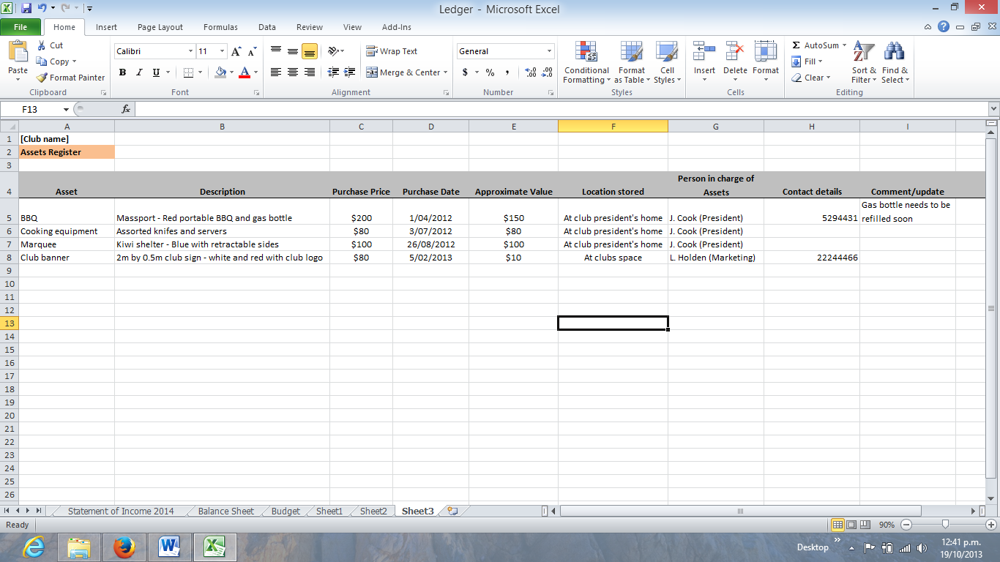 Ledger - Microsoft Excel
File Home Insert Page Layout Formulas Data Review View Add-Ins
Paste
Cut
Copy
Format Painter
Clipboard
Calibri 11
B I U
Font
Wrap Text
Merge & Center
Alignment
General
$ % , .00
Number
Conditional Formatting
Format as Table
Cell Styles
Styles
Insert Delete Format
Cells
AutoSum
Fill
Clear
Sort & Filter
Find & Select
Editing
F13 fx
A B C D E F G H I
1 [Club name]
2 Assets Register
3
4 Asset Description Purchase Price Purchase Date Approximate Value Location stored Person in charge of Assets Contact details Comment/update
5 BBQ Massport - Red portable BBQ and gas bottle $200 1/04/2012 $150 At club president's home J. Cook (President) 5294431 Gas bottle needs to be refilled soon
6 Cooking equipment Assorted knifes and servers $80 3/07/2012 $80 At club president's home J. Cook (President)
7 Marquee Kiwi shelter - Blue with retractable sides $100 26/08/2012 $100 At club president's home J. Cook (President)
8 Club banner 2m by 0.5m club sign - white and red with club logo $80 5/02/2013 $10 At clubs space L. Holden (Marketing) 22244466
9
10
11
12
13
14
15
16
17
18
19
20
21
22
23
24
25
26
Statement of Income 2014 Balance Sheet Budget Sheet1 Sheet2 Sheet3
Ready 90%
Desktop 12:41 p.m.
19/10/2013